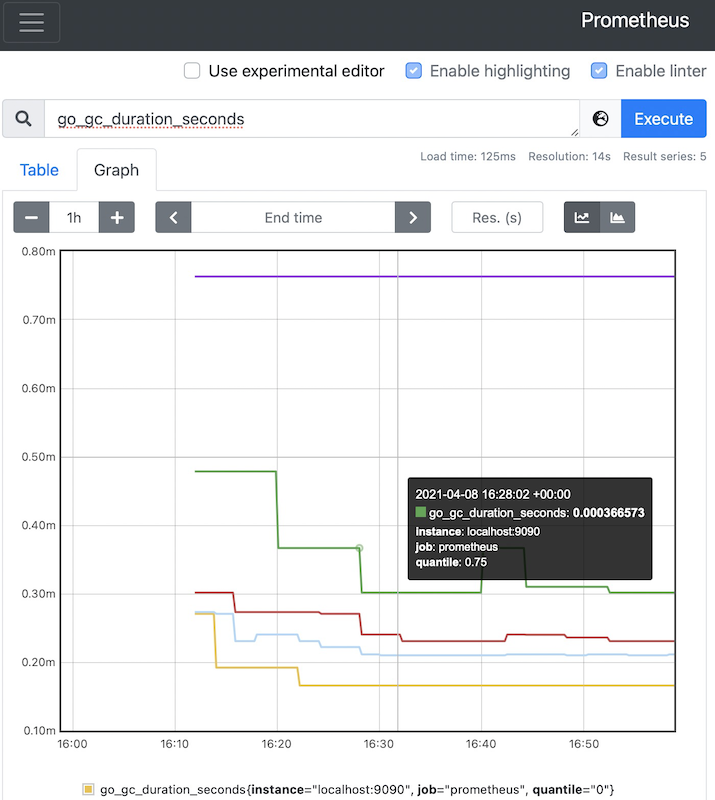 Prometheus
Use experimental editor Enable highlighting Enable linter
go_gc_duration_seconds Execute
Table Graph Load time: 125ms Resolution: 14s Result series: 5
1h End time Res. (s)
0.80m
0.70m
0.60m
0.50m
2021-04-08 16:28:02 +00:00
go_gc_duration_seconds: 0.000366573
0.40m
instance: localhost:9090
job: prometheus
quantile: 0.75
0.30m
0.20m
0.10m
16:00 16:10 16:20 16:30 16:40 16:50
go_gc_duration_seconds{instance="localhost:9090", job="prometheus", quantile="0"}